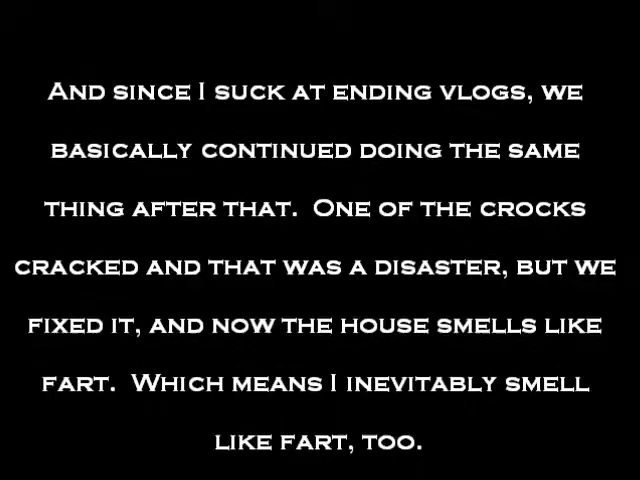 And since I suck at ending vlogs, we
basically continued doing the same
thing after that.  One of the crocks
cracked and that was a disaster, but we
fixed it, and now the house smells like
fart.  Which means I inevitably smell
like fart, too.